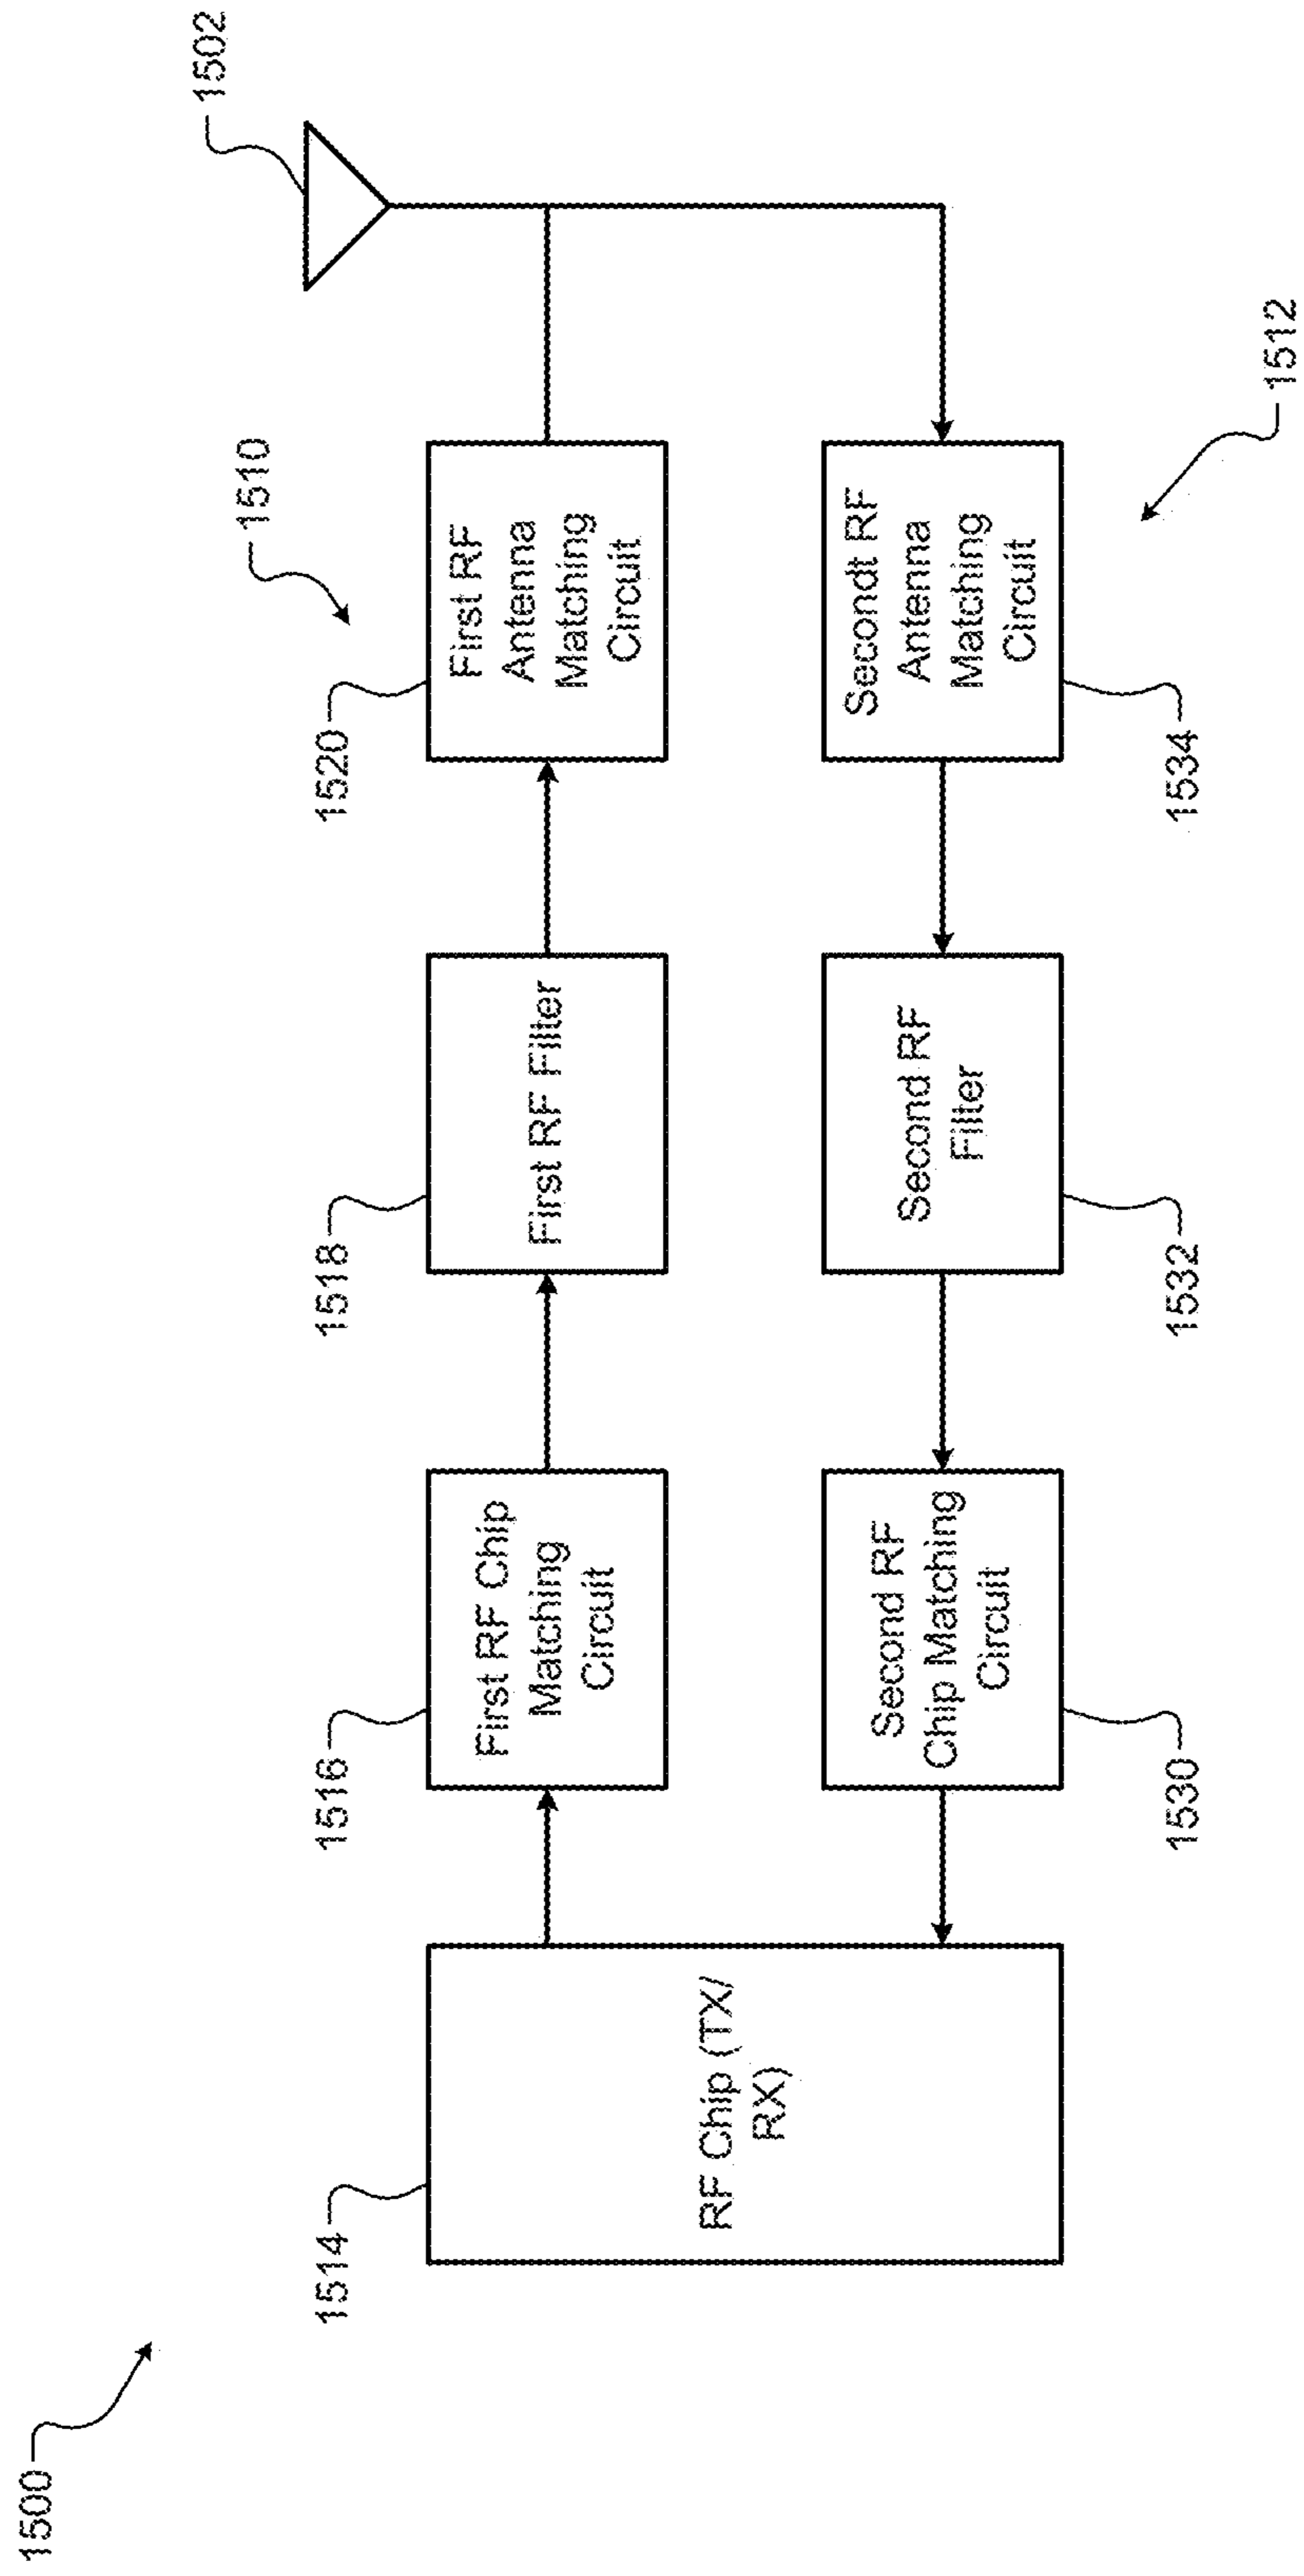 1500
1502
1510
1514
1516
1518
1520
RF Chip (TX/
RX)
First RF Chip
Matching
Circuit
First RF Filter
First RF
Antenna
Matching
Circuit
Second RF
Chip Matching
Circuit
Second RF
Filter
Secondt RF
Antenna
Matching
Circuit
1530
1532
1534
1512